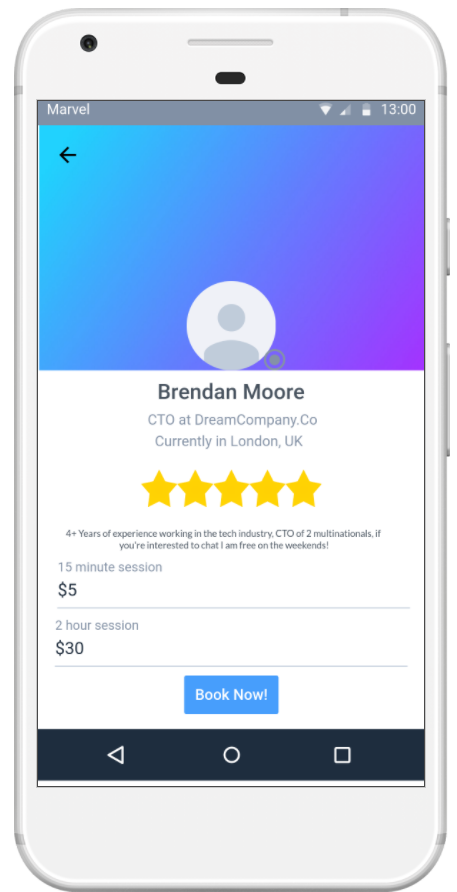 Marvel 13:00
Brendan Moore
CTO at DreamCompany.Co
Currently in London, UK
4+ Years of experience working in the tech industry, CTO of 2 multinationals, if
you're interested to chat I am free on the weekends!
15 minute session
$5
2 hour session
$30
Book Now!